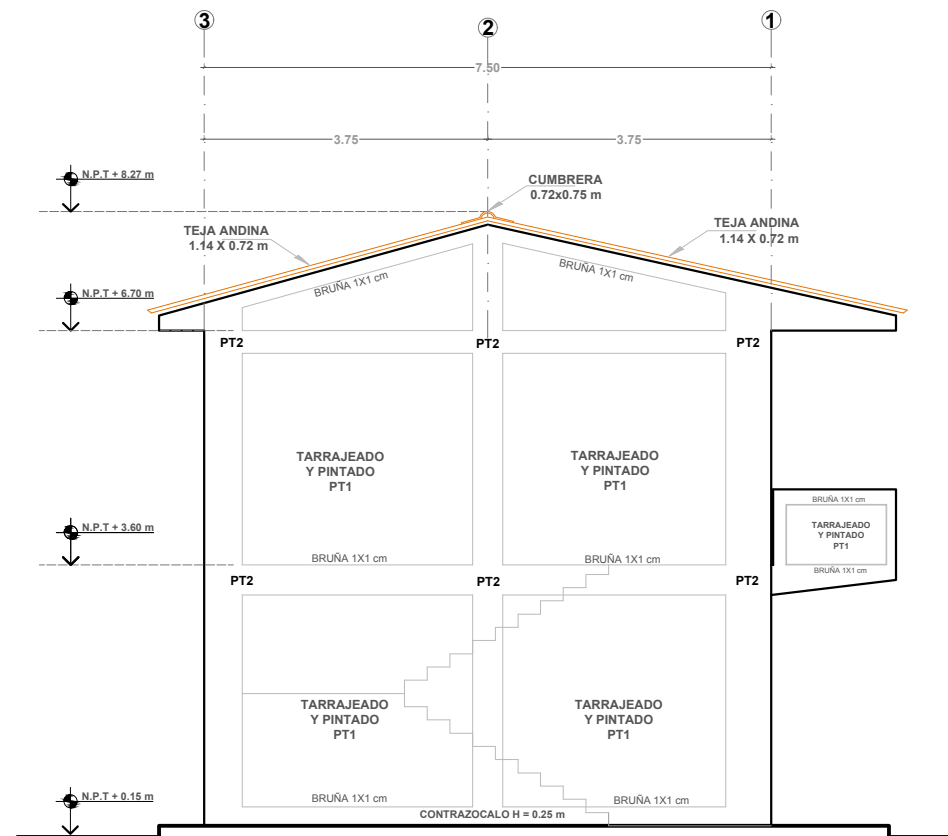 3
2
1
7.50
3.75
3.75
N.P.T + 8.27 m
CUMBRERA
0.72x0.75 m
TEJA ANDINA
1.14 X 0.72 m
TEJA ANDINA
1.14 X 0.72 m
BRUÑA 1X1 cm
BRUÑA 1X1 cm
N.P.T + 6.70 m
PT2
PT2
PT2
TARRAJEADO
Y PINTADO
PT1
TARRAJEADO
Y PINTADO
PT1
BRUÑA 1X1 cm
TARRAJEADO
Y PINTADO
PT1
BRUÑA 1X1 cm
N.P.T + 3.60 m
BRUÑA 1X1 cm
BRUÑA 1X1 cm
PT2
PT2
PT2
TARRAJEADO
Y PINTADO
PT1
TARRAJEADO
Y PINTADO
PT1
N.P.T + 0.15 m
BRUÑA 1X1 cm
BRUÑA 1X1 cm
CONTRAZOCALO H = 0.25 m